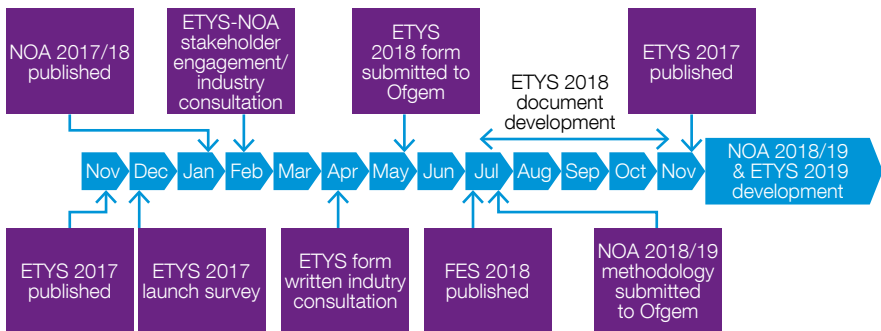 NOA 2017/18
published
ETYS-NOA
stakeholder
engagement/
industry
consultation
ETYS
2018 form
submitted to
Ofgem
ETYS 2018
document
development
ETYS 2017
published
Nov
Dec
Jan
Feb
Mar
Apr
May
Jun
Jul
Aug
Sep
Oct
Nov
NOA 2018/19
& ETYS 2019
development
ETYS 2017
published
ETYS 2017
launch survey
ETYS form
written indutry
consultation
FES 2018
published
NOA 2018/19
methodology
submitted
to Ofgem